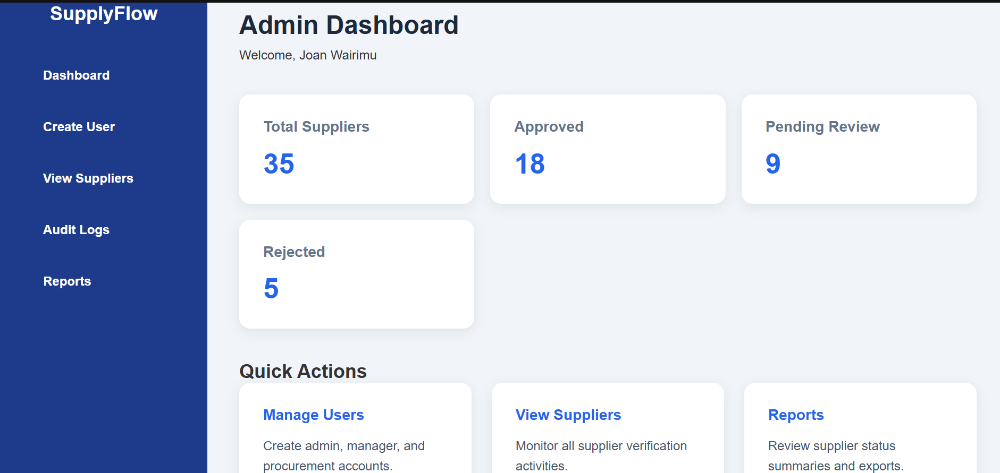 SupplyFlow
Dashboard
Create User
View Suppliers
Audit Logs
Reports
Admin Dashboard
Welcome, Joan Wairimu
Total Suppliers
35
Approved
18
Pending Review
9
Rejected
5
Quick Actions
Manage Users
Create admin, manager, and
procurement accounts.
View Suppliers
Monitor all supplier verification
activities.
Reports
Review supplier status
summaries and exports.